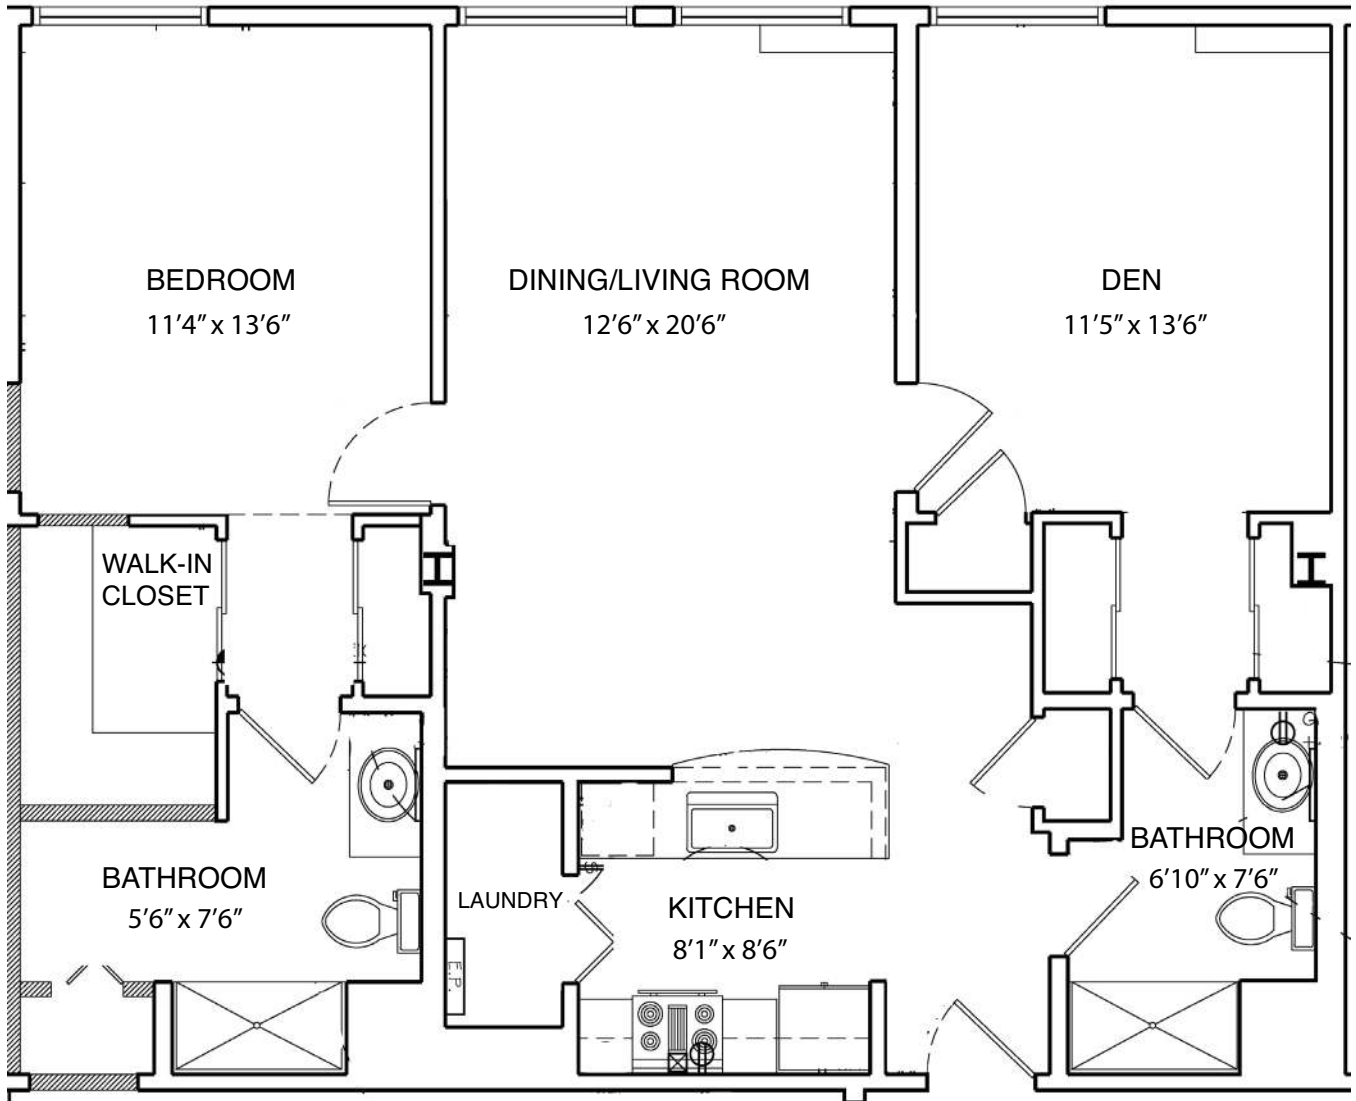 BEDROOM
11'4" x 13'6"
DINING/LIVING ROOM
12'6" x 20'6"
DEN
11'5" x 13'6"
WALK-IN
CLOSET
BATHROOM
5'6" x 7'6"
LAUNDRY
E.P.
KITCHEN
8'1" x 8'6"
BATHROOM
6'10" x 7'6"